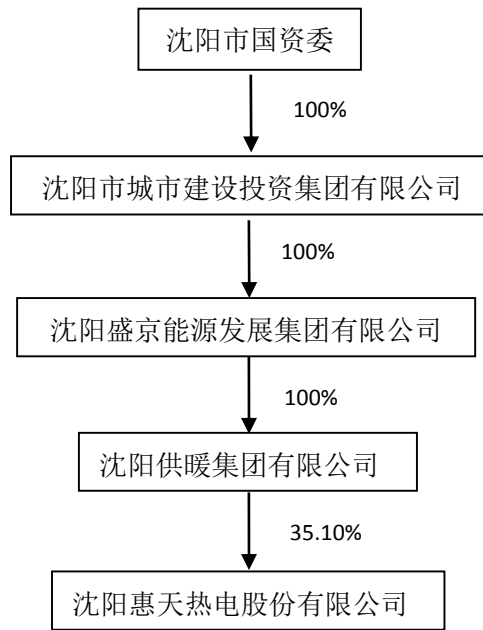 沈阳市国资委
100%
沈阳市城市建设投资集团有限公司
100%
沈阳盛京能源发展集团有限公司
100%
沈阳供暖集团有限公司
35.10%
沈阳惠天热电股份有限公司